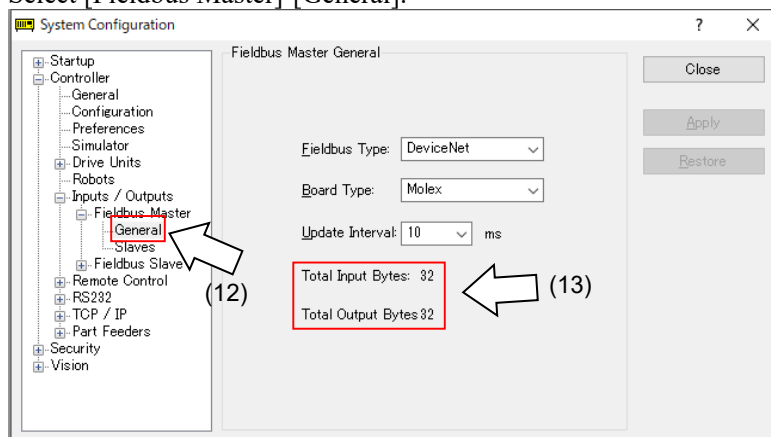 Select [Fieldbus Master]-[General].
System Configuration
?
Startup
Controller
General
Configuration
Preferences
Simulator
Drive Units
Robots
Inputs / Outputs
Fieldbus Master
General
Slaves
Fieldbus Slave
Remote Control
RS232
TCP / IP
Part Feeders
Security
Vision
(12)
Fieldbus Master General
Fieldbus Type: DeviceNet
Board Type: Molex
Update Interval: 10 ms
Total Input Bytes: 32
Total Output Bytes 32
(13)
Close
Apply
Restore